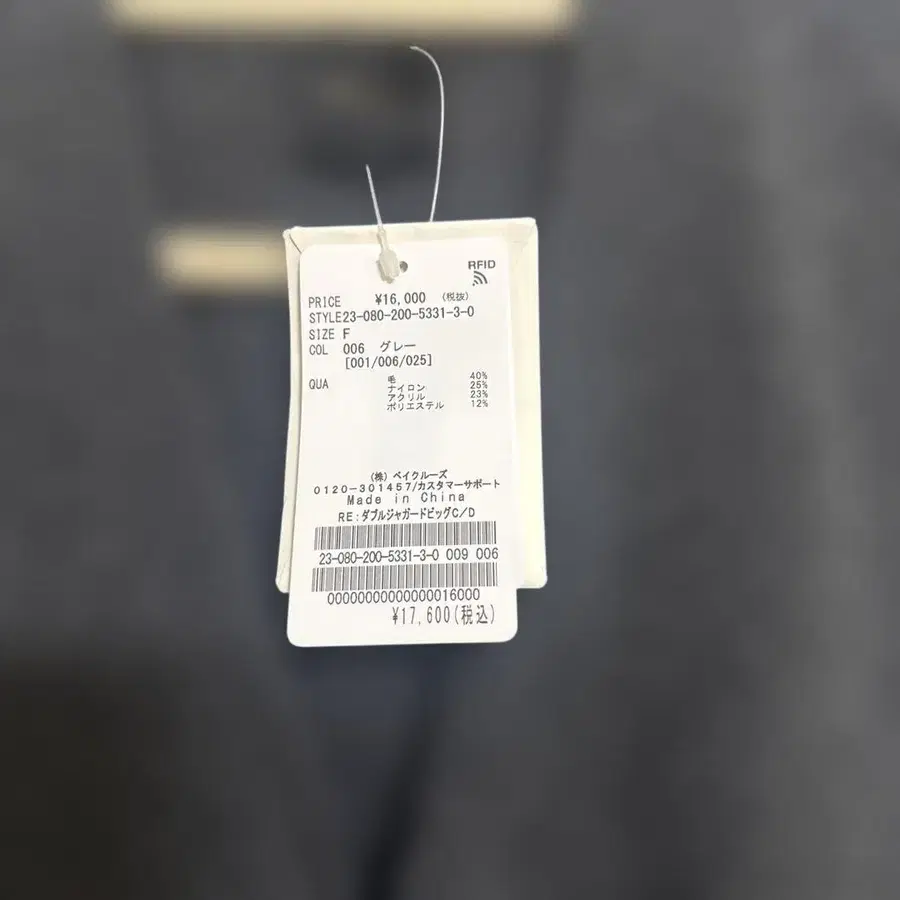 RFID
PRICE ¥16,000 (税抜)
STYLE23-080-200-5331-3-0
SIZE F
COL 006 グレー
[001/006/025]
QUA 毛 40%
ナイロン 25%
アクリル 23%
ポリエステル 12%
(株)ベイクルーズ
0120-301457/カスタマーサポート
Made in China
RE:ダブルジャガードビッグC/D
23-080-200-5331-3-0 009 006
0000000000000016000
¥17,600(税込)